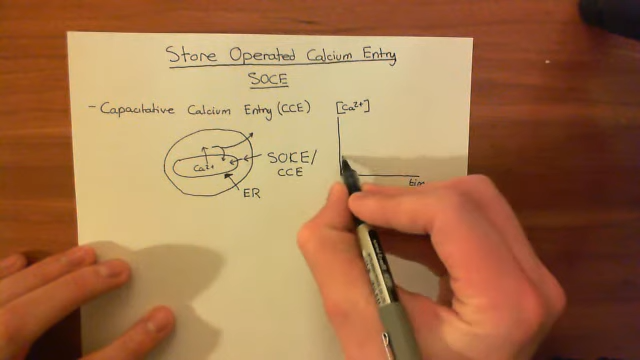 Store Operated Calcium Entry
SOCE
- Capacitative Calcium Entry (CCE)
[Ca²⁺]
Ca²⁺
SOCE/
CCE
ER